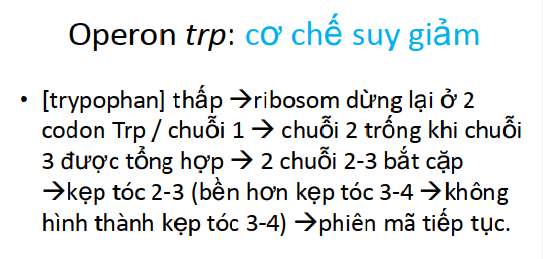 Operon trp: cơ chế suy giảm
• [trypophan] thấp →ribosom dừng lại ở 2
codon Trp / chuỗi 1 → chuỗi 2 trống khi chuỗi
3 được tổng hợp → 2 chuỗi 2-3 bắt cặp
→kẹp tóc 2-3 (bền hơn kẹp tóc 3-4 →không
hình thành kẹp tóc 3-4) →phiên mã tiếp tục.